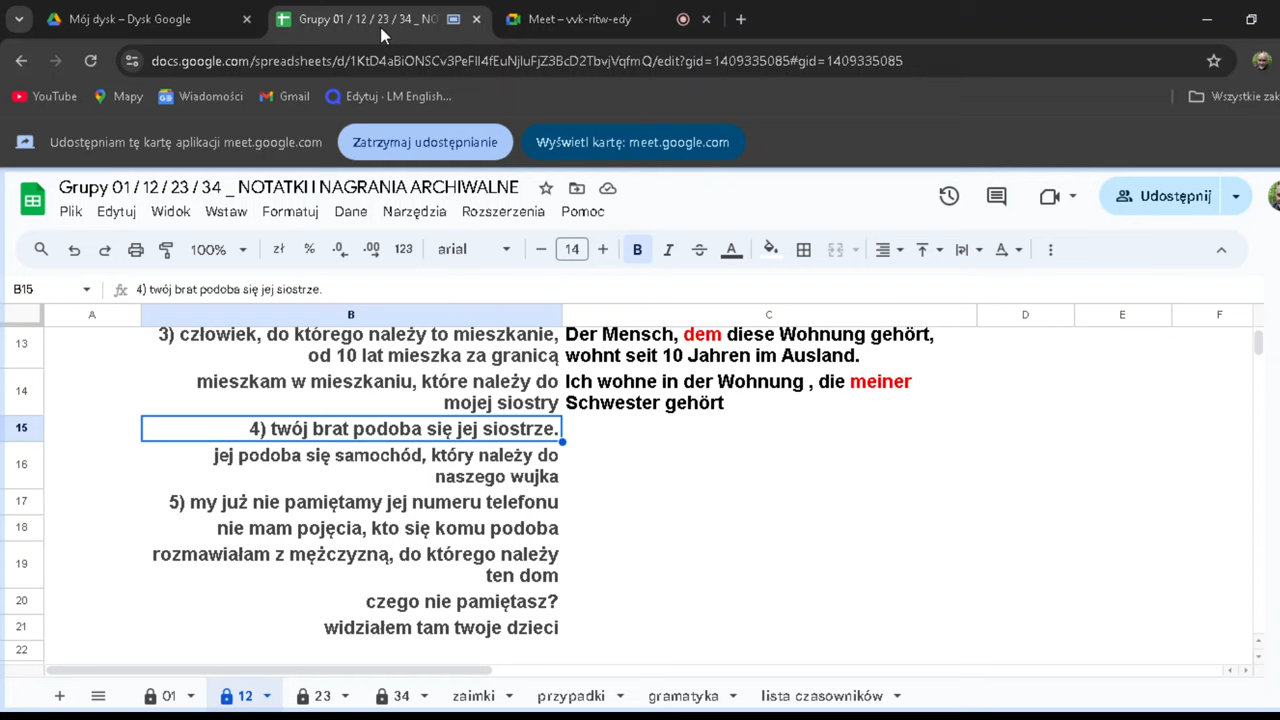 Mój dysk – Dysk Google
Grupy 01 / 12 / 23 / 34 _ NO
Meet – vvk-ritw-edy
docs.google.com/spreadsheets/d/1KtD4aBiONSCv3PeFIl4fEuNjIuFjZ3BcD2TbvjVqfmQ/edit?gid=1409335085#gid=1409335085
YouTube
Mapy
Wiadomości
Gmail
Edytuj · LM English...
Wszystkie zak
Udostępniam tę kartę aplikacji meet.google.com
Zatrzymaj udostępnianie
Wyświetl kartę: meet.google.com
Grupy 01 / 12 / 23 / 34 _ NOTATKI I NAGRANIA ARCHIWALNE
Plik Edytuj Widok Wstaw Formatuj Dane Narzędzia Rozszerzenia Pomoc
Udostępnij
100% zł % .0 .00 123 arial 14 B I A
B15 fx 4) twój brat podoba się jej siostrze.
A B C D E F
13 3) człowiek, do którego należy to mieszkanie, Der Mensch, dem diese Wohnung gehört,
od 10 lat mieszka za granicą wohnt seit 10 Jahren im Ausland.
14 mieszkam w mieszkaniu, które należy do Ich wohne in der Wohnung , die meiner
mojej siostry Schwester gehört
15 4) twój brat podoba się jej siostrze.
16 jej podoba się samochód, który należy do
naszego wujka
17 5) my już nie pamiętamy jej numeru telefonu
18 nie mam pojęcia, kto się komu podoba
19 rozmawiałam z mężczyzną, do którego należy
ten dom
20 czego nie pamiętasz?
21 widziałem tam twoje dzieci
22
01 12 23 34 zaimki przypadki gramatyka lista czasowników